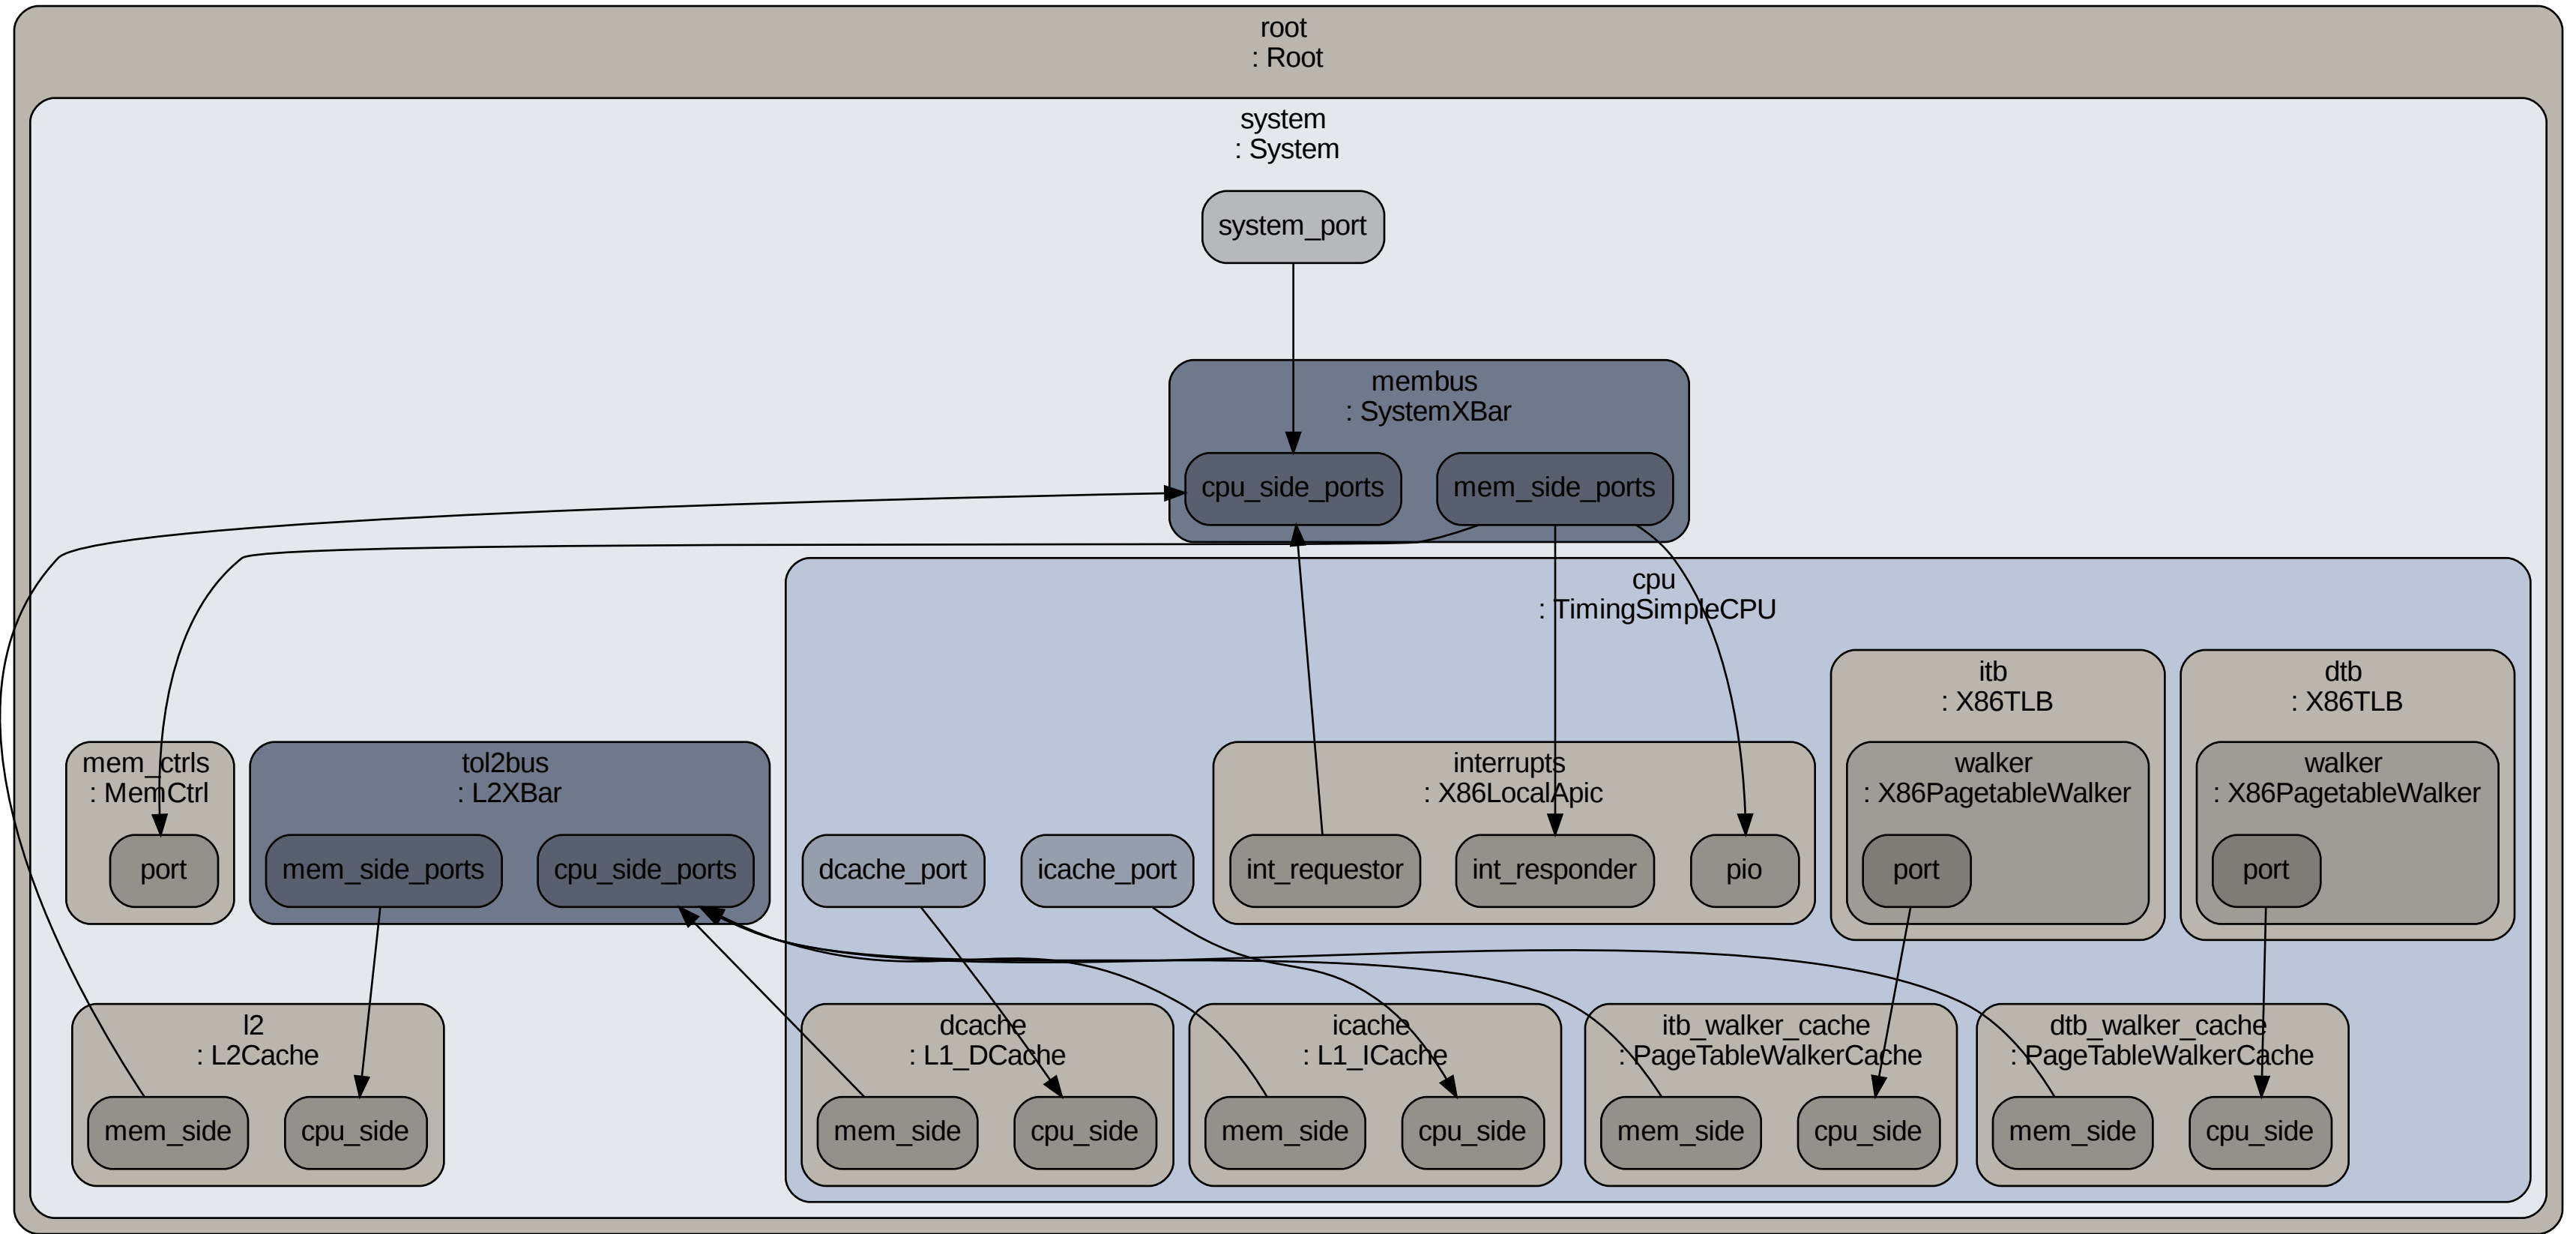 root
: Root
system
: System
system_port
membus
: SystemXBar
cpu_side_ports
mem_side_ports
cpu
: TimingSimpleCPU
itb
: X86TLB
dtb
: X86TLB
mem_ctrls
: MemCtrl
port
tol2bus
: L2XBar
mem_side_ports
cpu_side_ports
dcache_port
icache_port
interrupts
: X86LocalApic
int_requestor
int_responder
pio
walker
: X86PagetableWalker
port
walker
: X86PagetableWalker
port
l2
: L2Cache
mem_side
cpu_side
dcache
: L1_DCache
mem_side
cpu_side
icache
: L1_ICache
mem_side
cpu_side
itb_walker_cache
: PageTableWalkerCache
mem_side
cpu_side
dtb_walker_cache
: PageTableWalkerCache
mem_side
cpu_side